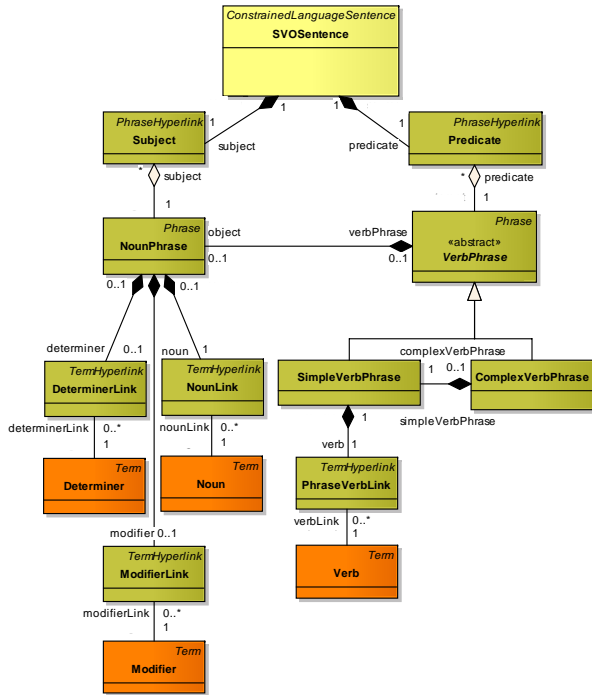 ConstrainedLanguageSentence
SVOSentence
1
1
PhraseHyperlink
Subject
1
subject
1
predicate
PhraseHyperlink
Predicate
*
subject
1
*
predicate
1
Phrase
NounPhrase
object
0..1
verbPhrase
0..1
Phrase
«abstract»
VerbPhrase
0..1
0..1
determiner
0..1
noun
1
TermHyperlink
DeterminerLink
TermHyperlink
NounLink
complexVerbPhrase
SimpleVerbPhrase
1
0..1
ComplexVerbPhrase
simpleVerbPhrase
determinerLink
0..*
1
nounLink
0..*
1
1
verb
1
Term
Determiner
Term
Noun
TermHyperlink
PhraseVerbLink
verbLink
0..*
1
modifier
0..1
TermHyperlink
ModifierLink
Term
Verb
modifierLink
0..*
1
Term
Modifier